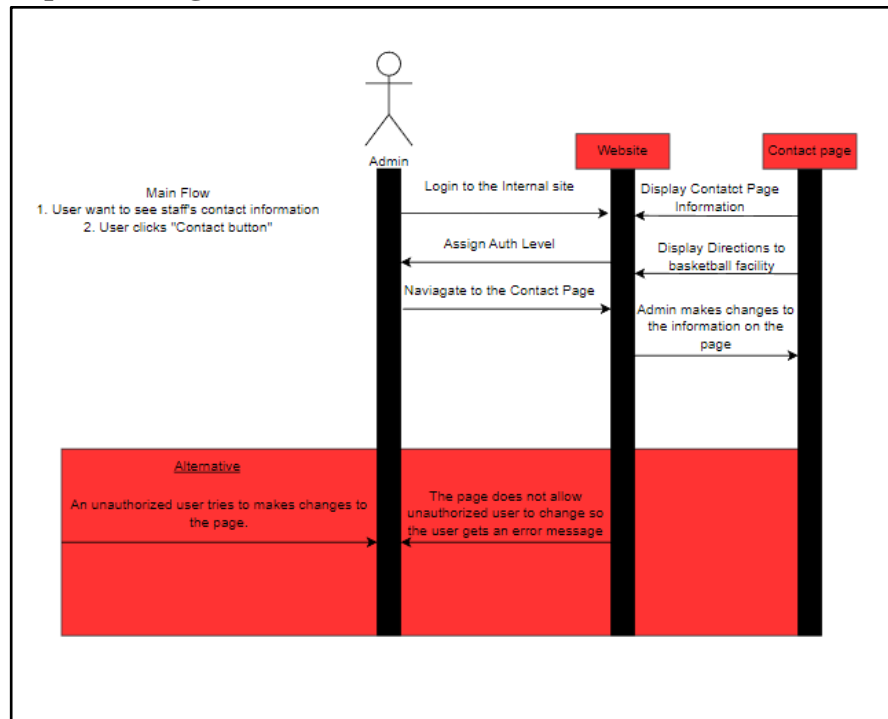 Admin
Website
Contact page
Main Flow
1. User want to see staff's contact information
2. User clicks "Contact button"
Login to the Internal site
Assign Auth Level
Naviagate to the Contact Page
Display Contatct Page
Information
Display Directions to
basketball facility
Admin makes changes to
the information on the
page
Alternative
An unauthorized user tries to makes changes to
the page.
The page does not allow
unauthorized user to change so
the user gets an error message